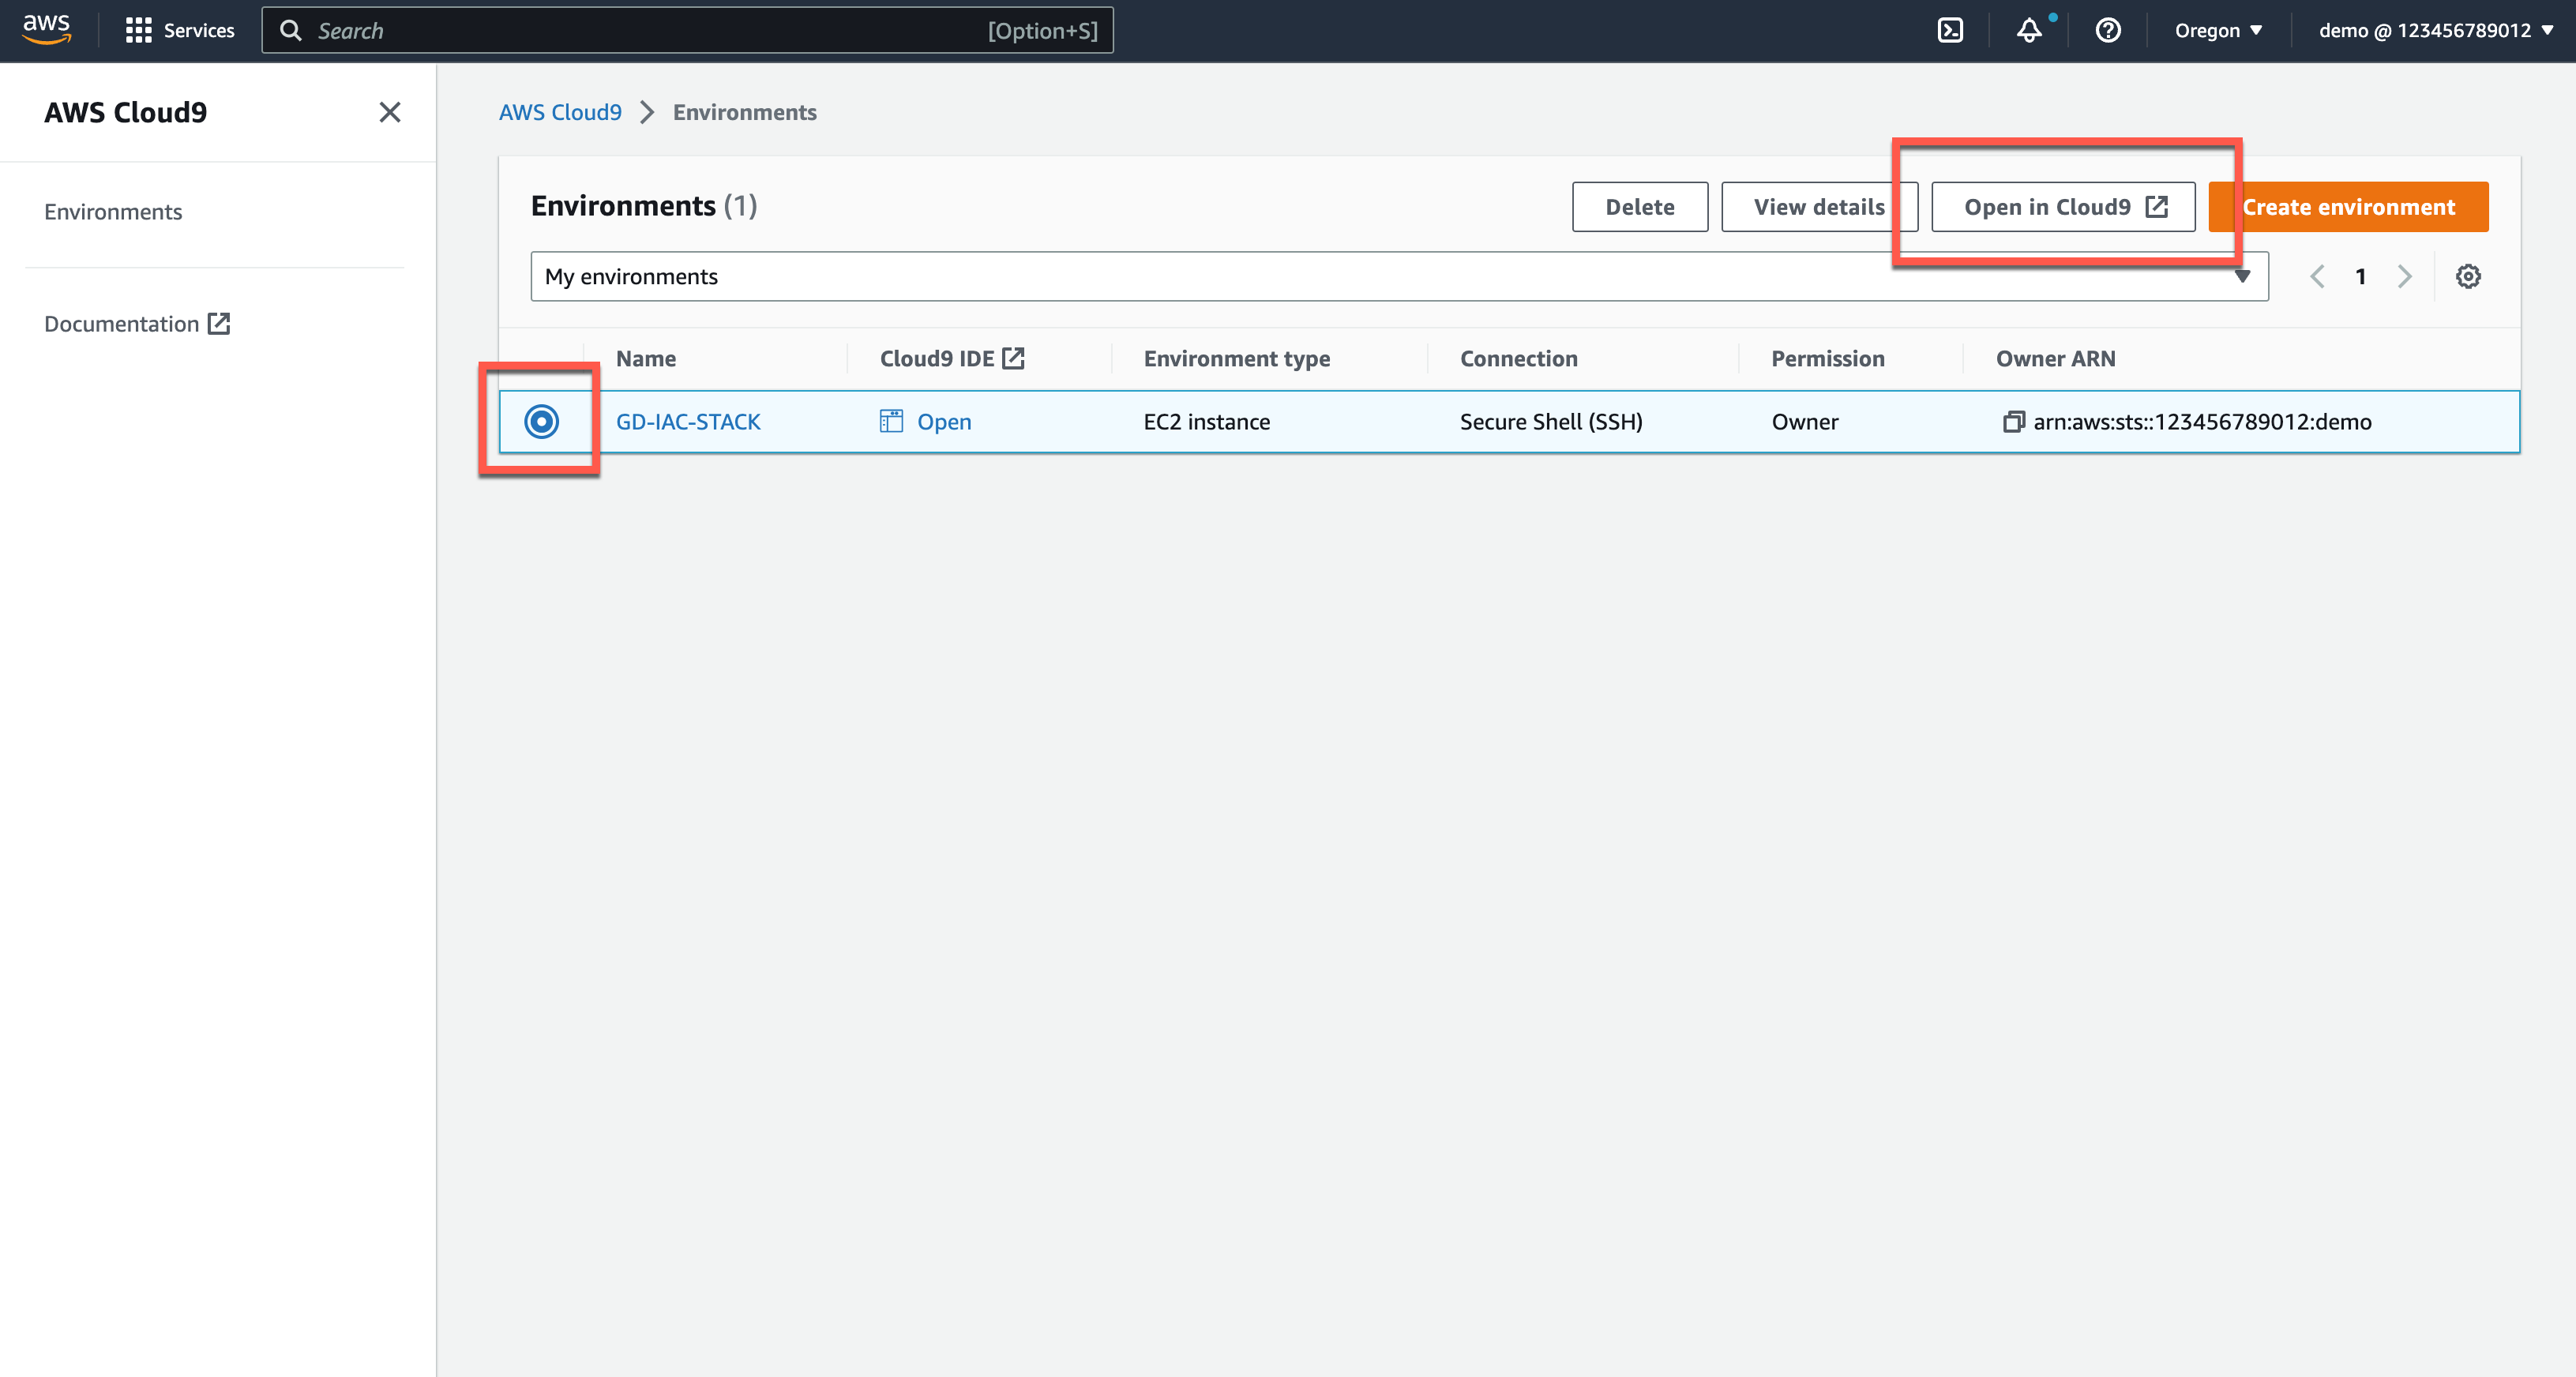 aws Services Search [Option+S] Oregon demo @ 123456789012
AWS Cloud9
Environments
Documentation
AWS Cloud9 Environments
Environments (1) Delete View details Open in Cloud9 Create environment
My environments 1
Name Cloud9 IDE Environment type Connection Permission Owner ARN
GD-IAC-STACK Open EC2 instance Secure Shell (SSH) Owner arn:aws:sts::123456789012:demo